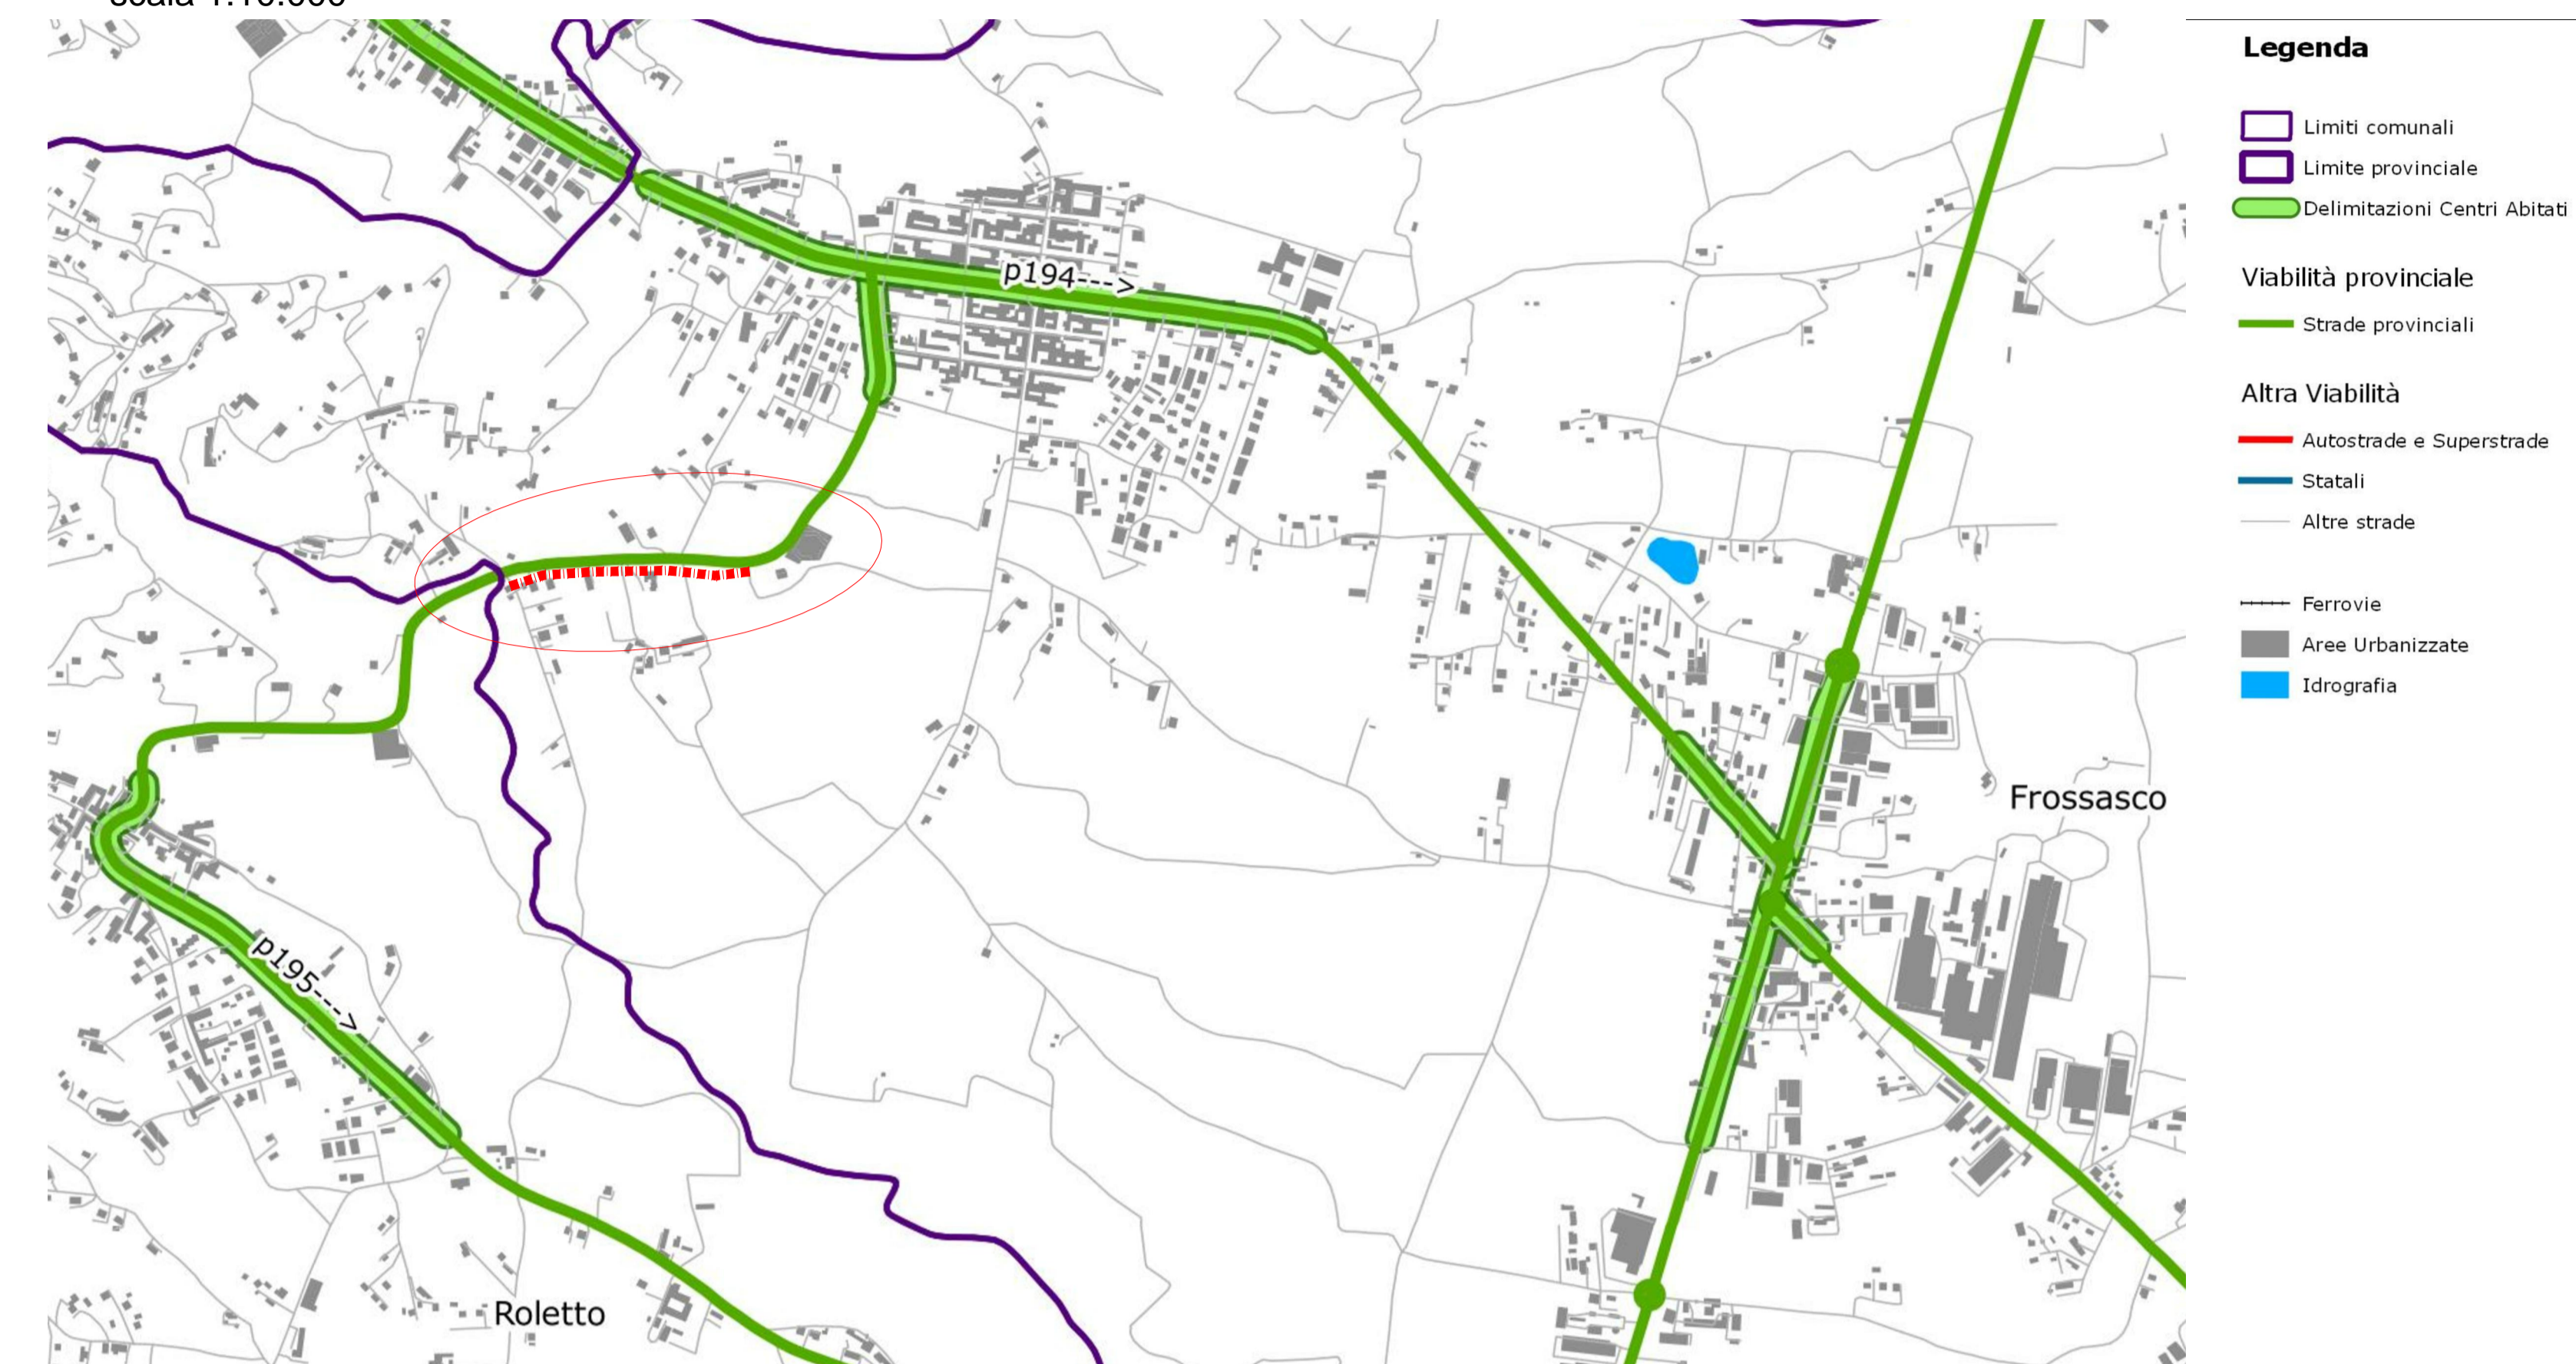 scala 1:10.000
p194--->
p195--->
Frossasco
Roletto
Legenda
Limiti comunali
Limite provinciale
Delimitazioni Centri Abitati
Viabilità provinciale
Strade provinciali
Altra Viabilità
Autostrade e Superstrade
Statali
Altre strade
Ferrovie
Aree Urbanizzate
Idrografia